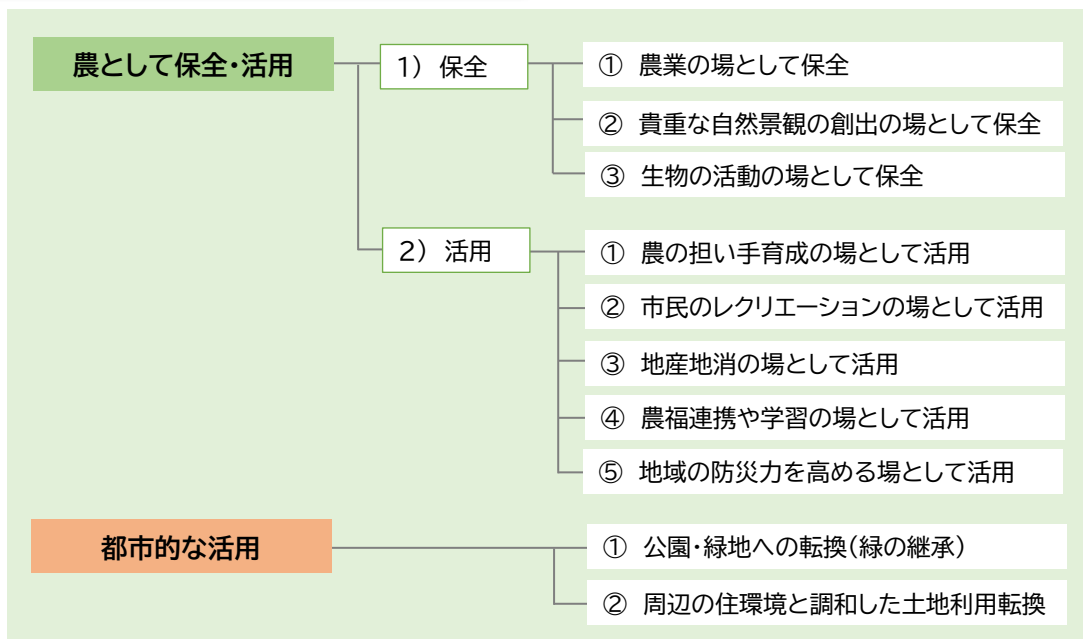 農として保全・活用
1) 保全
① 農業の場として保全
② 貴重な自然景観の創出の場として保全
③ 生物の活動の場として保全
2) 活用
① 農の担い手育成の場として活用
② 市民のレクリエーションの場として活用
③ 地産地消の場として活用
④ 農福連携や学習の場として活用
⑤ 地域の防災力を高める場として活用
都市的な活用
① 公園・緑地への転換(緑の継承)
② 周辺の住環境と調和した土地利用転換